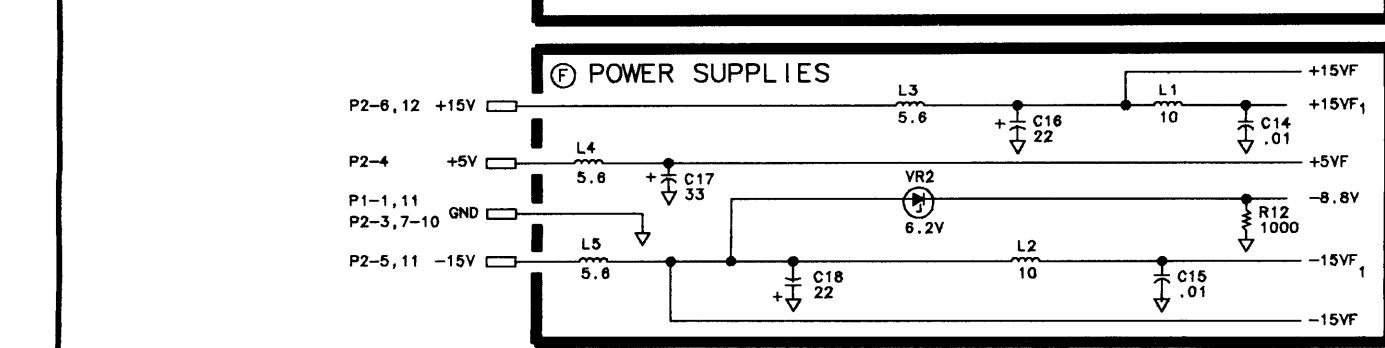 Ⓕ POWER SUPPLIES
+15VF
P2-6,12 +15V
L3
5.6
+ C16
22
L1
10
+15VF1
C14
.01
P2-4 +5V
L4
5.6
+ C17
33
+5VF
P1-1,11
P2-3,7-10 GND
VR2
6.2V
-8.8V
R12
1000
P2-5,11 -15V
L5
5.6
C18
+ 22
L2
10
-15VF1
C15
.01
-15VF